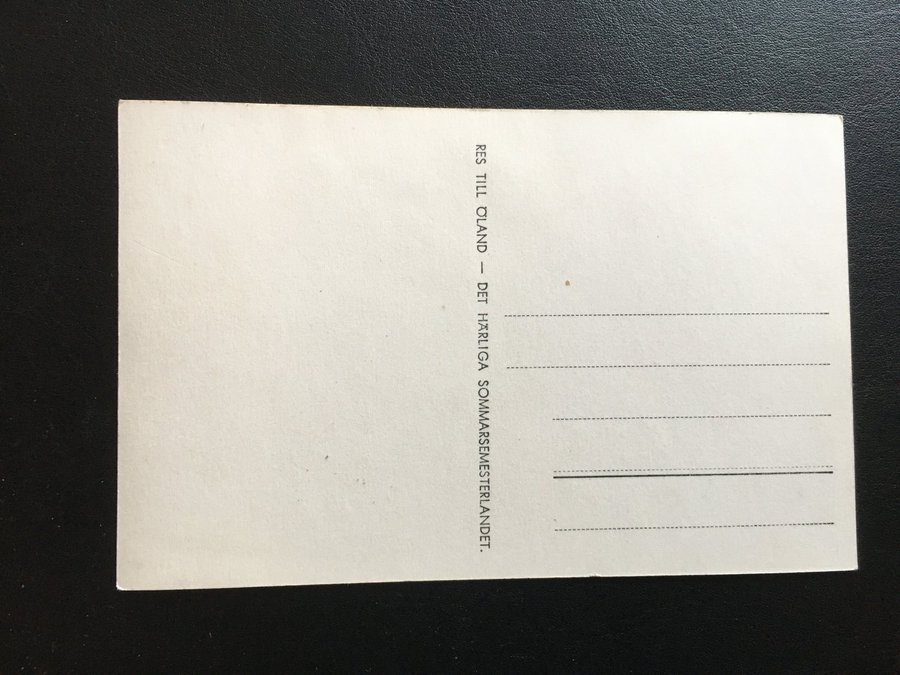 RES TILL ÖLAND — DET HÄRLIGA SOMMARSEMESTERLANDET.